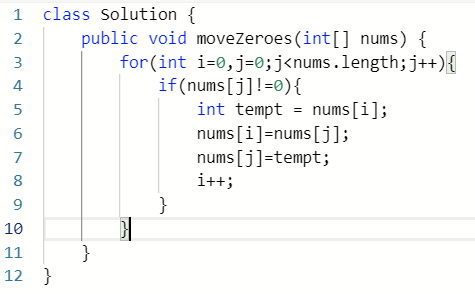 1 class Solution {
2     public void moveZeroes(int[] nums) {
3         for(int i=0,j=0;j<nums.length;j++){
4             if(nums[j]!=0){
5                 int tempt = nums[i];
6                 nums[i]=nums[j];
7                 nums[j]=tempt;
8                 i++;
9             }
10         }
11     }
12 }